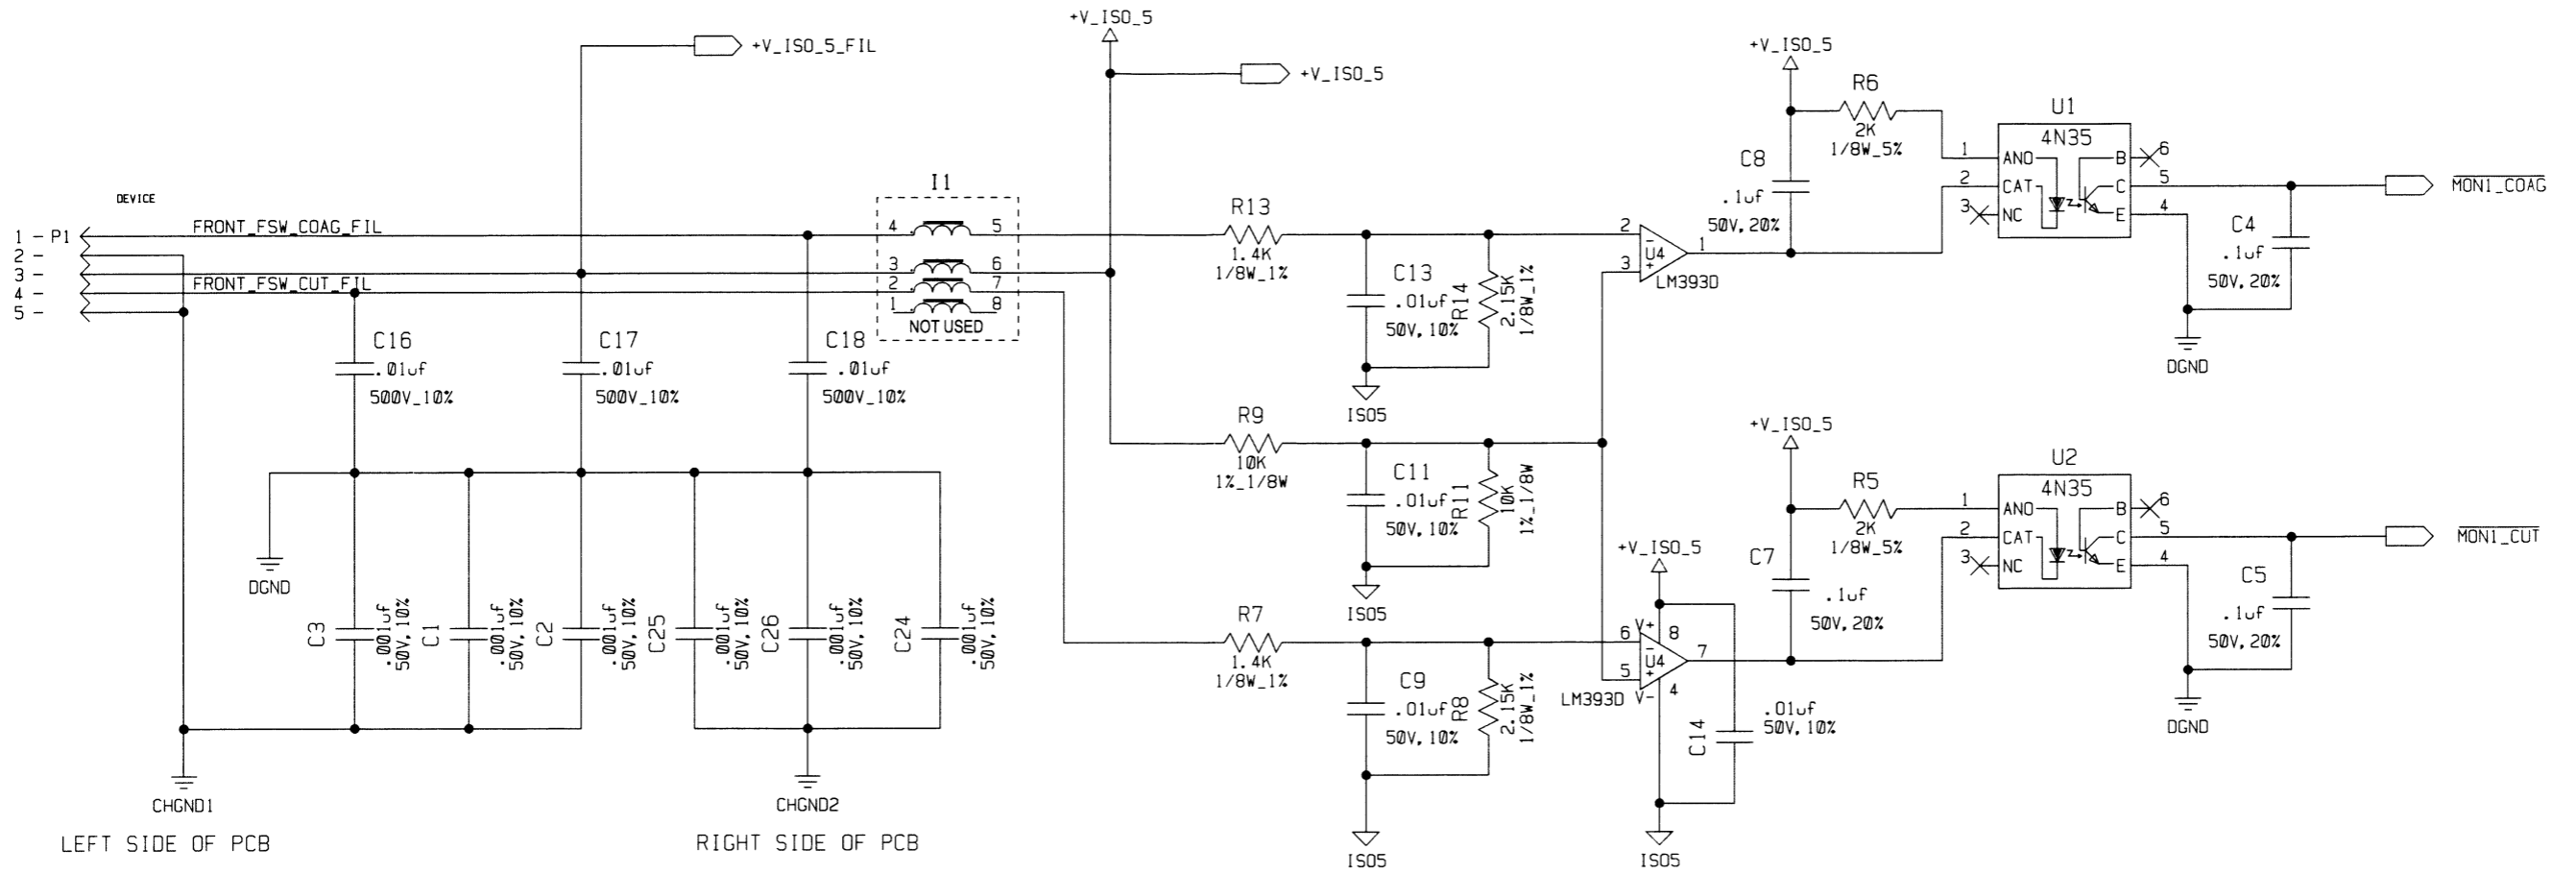 +V_ISO_5
+V_ISO_5_FIL
+V_ISO_5
+V_ISO_5
R6
2K
1/8W_5%
U1
4N35
1 ANO B 6
2 CAT C 5
3 NC E 4
MON1_COAG
C8
.1uf
50V,20%
C4
.1uf
50V,20%
DGND
DEVICE
1 - P1
2 -
3 -
4 -
5 -
FRONT_FSW_COAG_FIL
FRONT_FSW_CUT_FIL
I1
4 5
3 6
2 7
1 8
NOT USED
R13
1.4K
1/8W_1%
C13
.01uf
50V,10%
R14
2.15K
1/8W_1%
ISO5
2
3
-
+
U4
1
LM393D
C16
.01uf
500V_10%
C17
.01uf
500V_10%
C18
.01uf
500V_10%
R9
10K
1%_1/8W
C11
.01uf
50V,10%
R11
10K
1%_1/8W
ISO5
+V_ISO_5
R5
2K
1/8W_5%
U2
4N35
1 ANO B 6
2 CAT C 5
3 NC E 4
MON1_CUT
C7
.1uf
50V,20%
C5
.1uf
50V,20%
DGND
DGND
C3
.001uf
50V,10%
C1
.001uf
50V,10%
C2
.001uf
50V,10%
C25
.001uf
50V,10%
C26
.001uf
50V,10%
C24
.001uf
50V,10%
R7
1.4K
1/8W_1%
C9
.01uf
50V,10%
R8
2.15K
1/8W_1%
ISO5
+V_ISO_5
V+
8
6
5
-
+
U4
7
LM393D V-
4
C14
.01uf
50V,10%
ISO5
CHGND1
CHGND2
LEFT SIDE OF PCB
RIGHT SIDE OF PCB